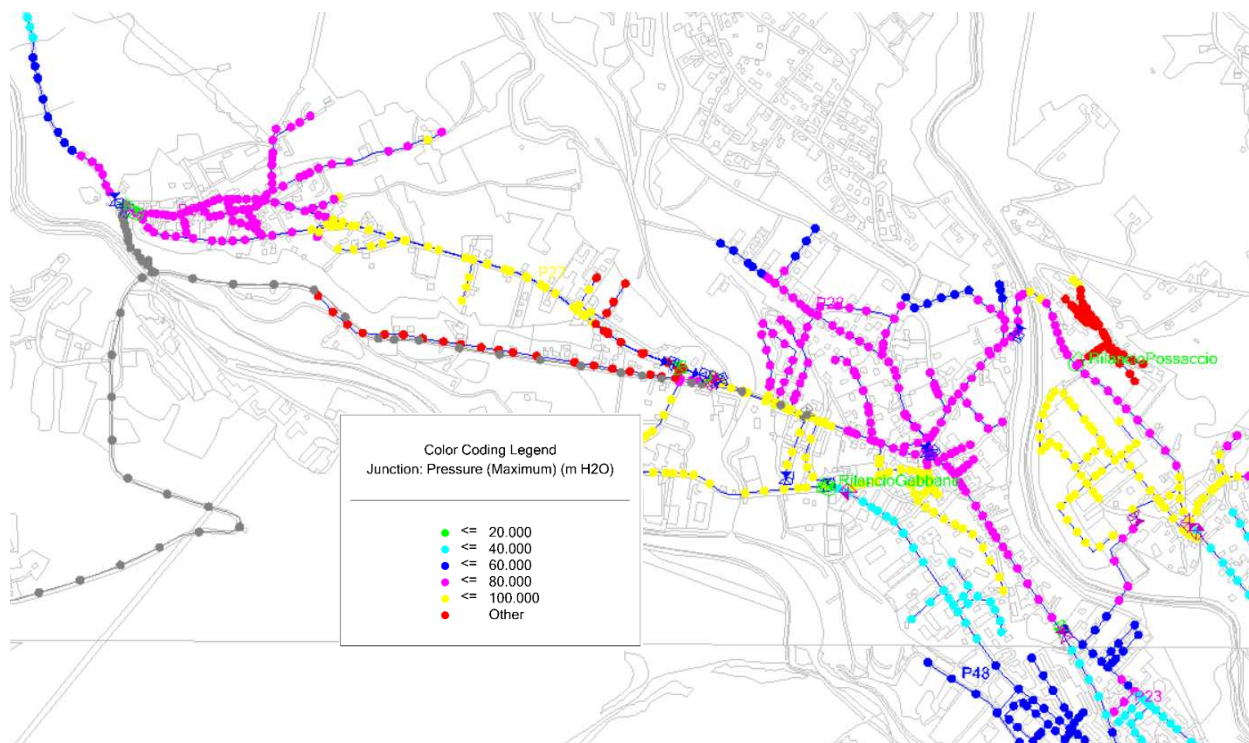 P27
P28
RilancioPossaccio
Color Coding Legend
Junction: Pressure (Maximum) (m H2O)
<= 20.000
<= 40.000
<= 60.000
<= 80.000
<= 100.000
Other
RilancioGabbane
P48
P23